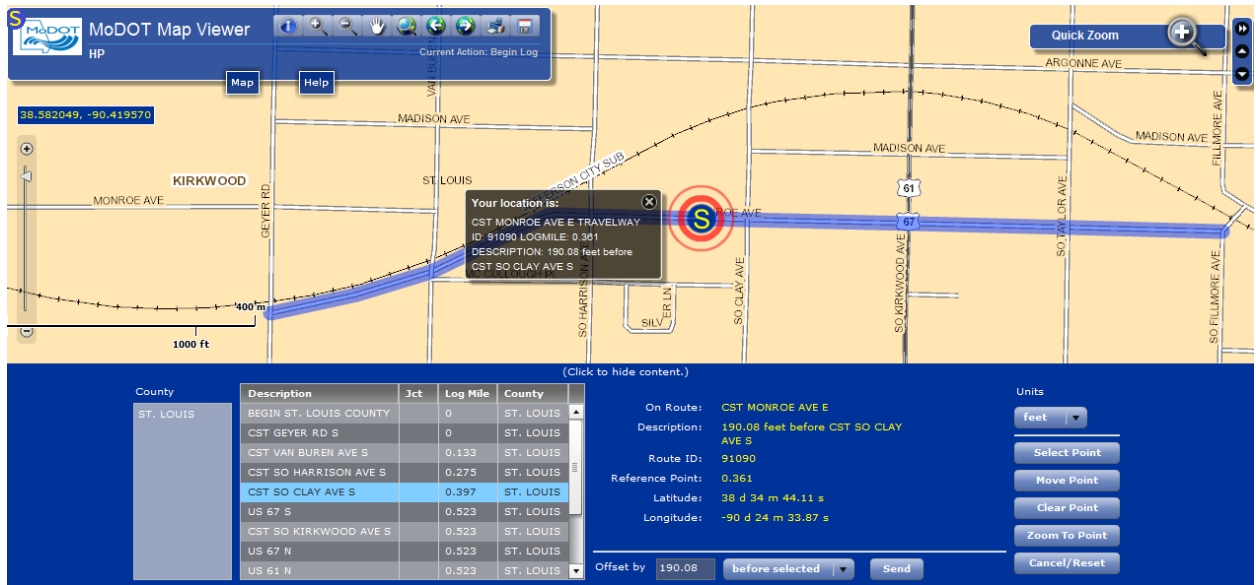 S
MoDOT
MoDOT Map Viewer
HP
Current Action: Begin Log
Map
Help
Quick Zoom
38.582049, -90.419570
ARGONNE AVE
MADISON AVE
MADISON AVE
MADISON AVE
FILLMORE AVE
KIRKWOOD
ST. LOUIS
MONROE AVE
GEYER RD
61
67
SO TAYLOR AVE
Your location is:
CST MONROE AVE E TRAVELWAY
ID: 91090 LOGMILE: 0.361
DESCRIPTION: 190.08 feet before
CST SO CLAY AVE S
S
OE AVE
SO HARRISON AVE
SO CLAY AVE
SO KIRKWOOD AVE
SO FILLMORE AVE
SILV ER LN
400 m
1000 ft
(Click to hide content.)
County
ST. LOUIS
Description Jct Log Mile County
BEGIN ST. LOUIS COUNTY 0 ST. LOUIS
CST GEYER RD S 0 ST. LOUIS
CST VAN BUREN AVE S 0.133 ST. LOUIS
CST SO HARRISON AVE S 0.275 ST. LOUIS
CST SO CLAY AVE S 0.397 ST. LOUIS
US 67 S 0.523 ST. LOUIS
CST SO KIRKWOOD AVE S 0.523 ST. LOUIS
US 67 N 0.523 ST. LOUIS
US 61 N 0.523 ST. LOUIS
On Route: CST MONROE AVE E
Description: 190.08 feet before CST SO CLAY
AVE S
Route ID: 91090
Reference Point: 0.361
Latitude: 38 d 34 m 44.11 s
Longitude: -90 d 24 m 33.87 s
Offset by 190.08 before selected Send
Units
feet
Select Point
Move Point
Clear Point
Zoom To Point
Cancel/Reset